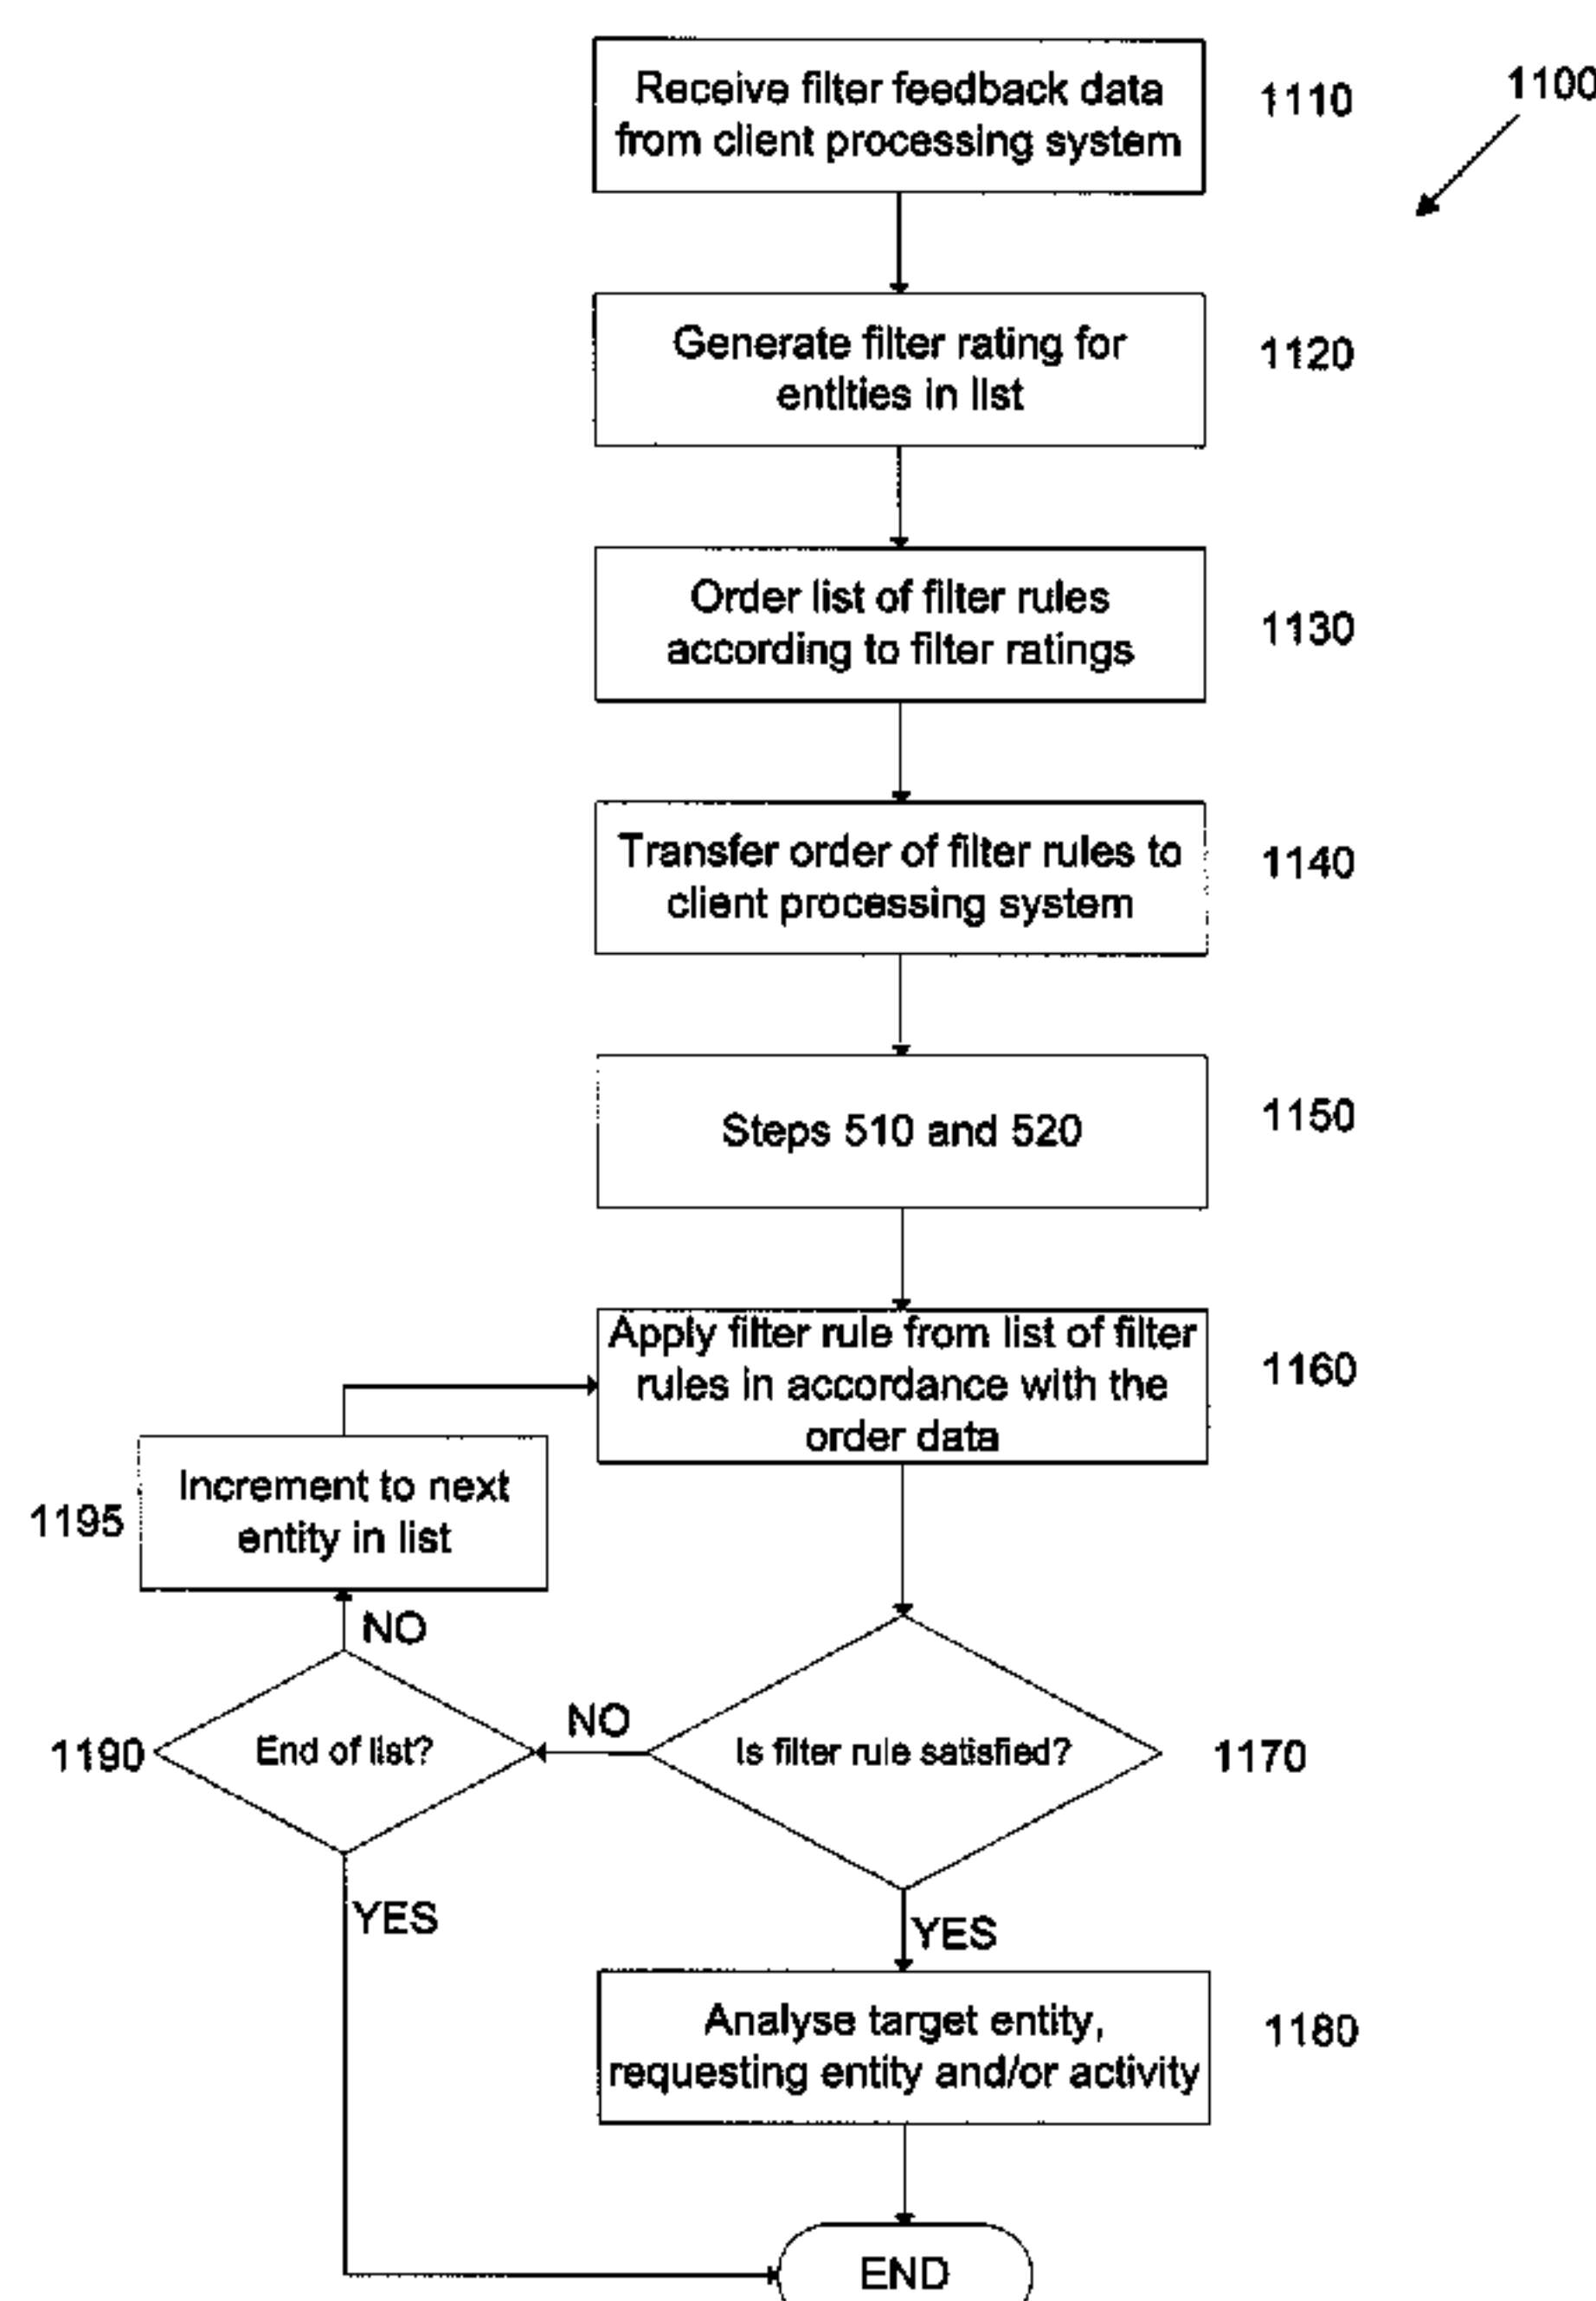 1100
Receive filter feedback data
from client processing system
1110
Generate filter rating for
entities in list
1120
Order list of filter rules
according to filter ratings
1130
Transfer order of filter rules to
client processing system
1140
Steps 510 and 520
1150
Apply filter rule from list of filter
rules in accordance with the
order data
1160
Increment to next
entity in list
1195
NO
End of list?
1190
NO
Is filter rule satisfied?
1170
YES
YES
Analyse target entity,
requesting entity and/or activity
1180
END